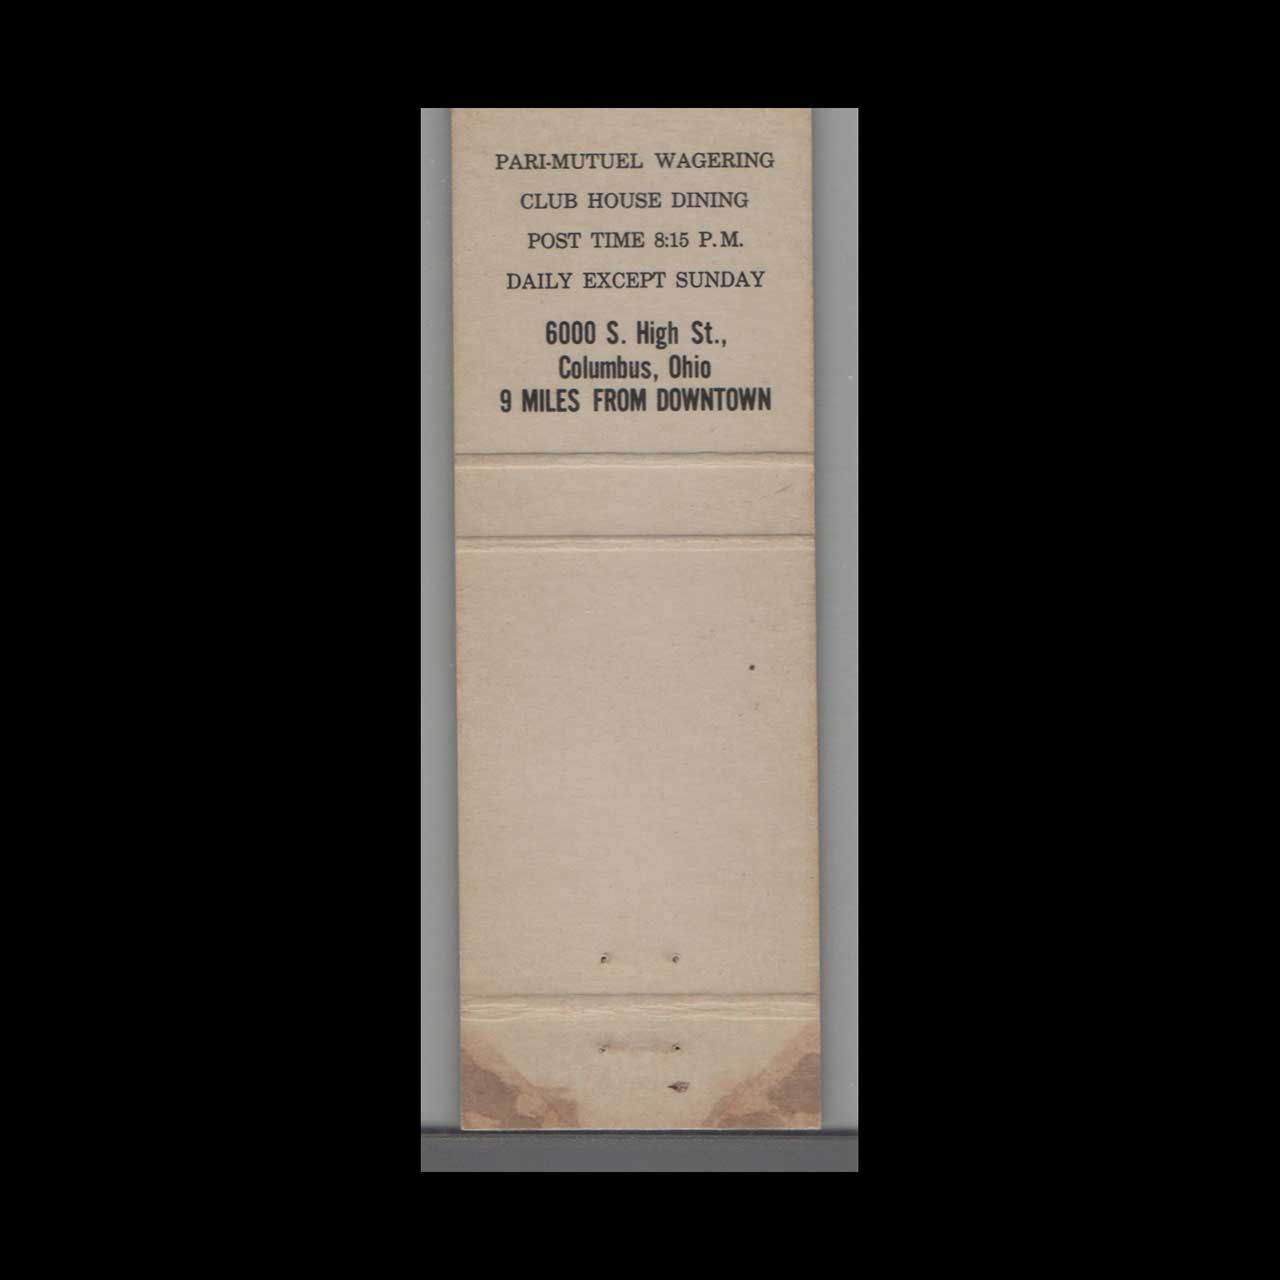 PARI-MUTUEL WAGERING
CLUB HOUSE DINING
POST TIME 8:15 P.M.
DAILY EXCEPT SUNDAY
6000 S. High St.,
Columbus, Ohio
9 MILES FROM DOWNTOWN